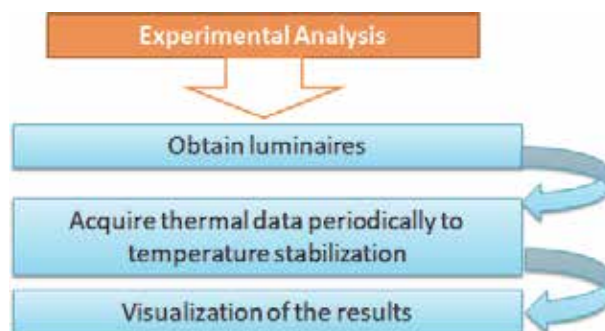 Experimental Analysis
Obtain luminaires
Acquire thermal data periodically to
temperature stabilization
Visualization of the results